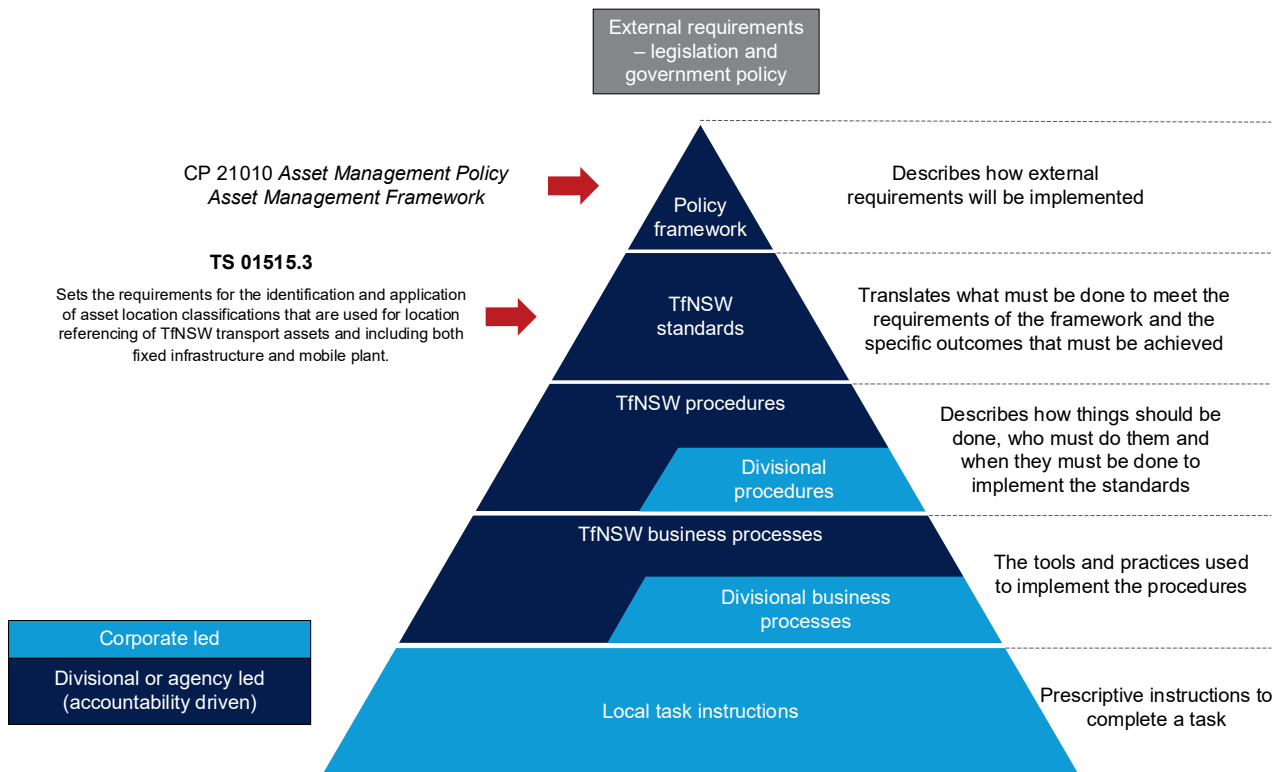 External requirements
– legislation and
government policy
CP 21010 Asset Management Policy
Asset Management Framework
Policy
framework
Describes how external
requirements will be implemented
TS 01515.3
Sets the requirements for the identification and application
of asset location classifications that are used for location
referencing of TfNSW transport assets and including both
fixed infrastructure and mobile plant.
TfNSW
standards
Translates what must be done to meet the
requirements of the framework and the
specific outcomes that must be achieved
TfNSW procedures
Divisional
procedures
Describes how things should be
done, who must do them and
when they must be done to
implement the standards
TfNSW business processes
Divisional business
processes
The tools and practices used
to implement the procedures
Corporate led
Divisional or agency led
(accountability driven)
Local task instructions
Prescriptive instructions to
complete a task